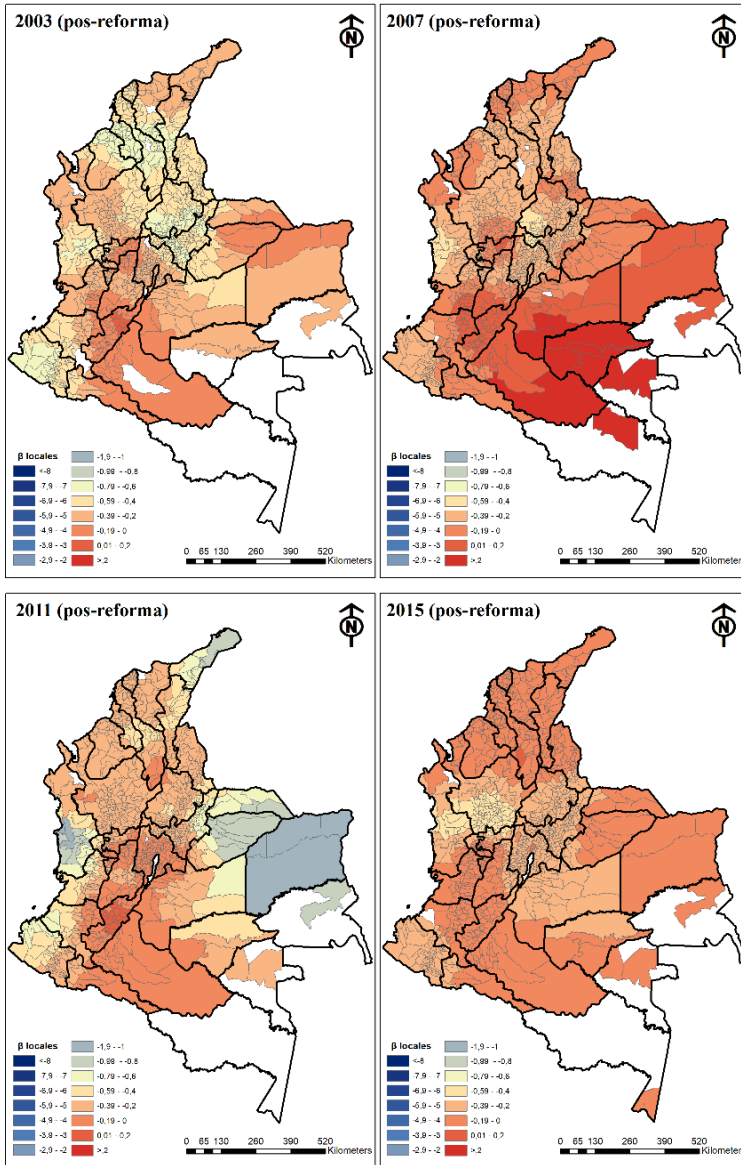 2003 (pos-reforma)
N
β locales
<-8
-7,9 - -7
-6,9 - -6
-5,9 - -5
-4,9 - -4
-3,9 - -3
-2,9 - -2
-1,9 - -1
-0,99 - -0,8
-0,79 - -0,6
-0,59 - -0,4
-0,39 - -0,2
-0,19 - 0
0,01 - 0,2
>,2
0 65 130 260 390 520
Kilometers
2007 (pos-reforma)
N
β locales
<-8
-7,9 - -7
-6,9 - -6
-5,9 - -5
-4,9 - -4
-3,9 - -3
-2,9 - -2
-1,9 - -1
-0,99 - -0,8
-0,79 - -0,6
-0,59 - -0,4
-0,39 - -0,2
-0,19 - 0
0,01 - 0,2
>,2
0 65 130 260 390 520
Kilometers
2011 (pos-reforma)
N
β locales
<-8
-7,9 - -7
-6,9 - -6
-5,9 - -5
-4,9 - -4
-3,9 - -3
-2,9 - -2
-1,9 - -1
-0,99 - -0,8
-0,79 - -0,6
-0,59 - -0,4
-0,39 - -0,2
-0,19 - 0
0,01 - 0,2
>,2
0 65 130 260 390 520
Kilometers
2015 (pos-reforma)
N
β locales
<-8
-7,9 - -7
-6,9 - -6
-5,9 - -5
-4,9 - -4
-3,9 - -3
-2,9 - -2
-1,9 - -1
-0,99 - -0,8
-0,79 - -0,6
-0,59 - -0,4
-0,39 - -0,2
-0,19 - 0
0,01 - 0,2
>,2
0 65 130 260 390 520
Kilometers